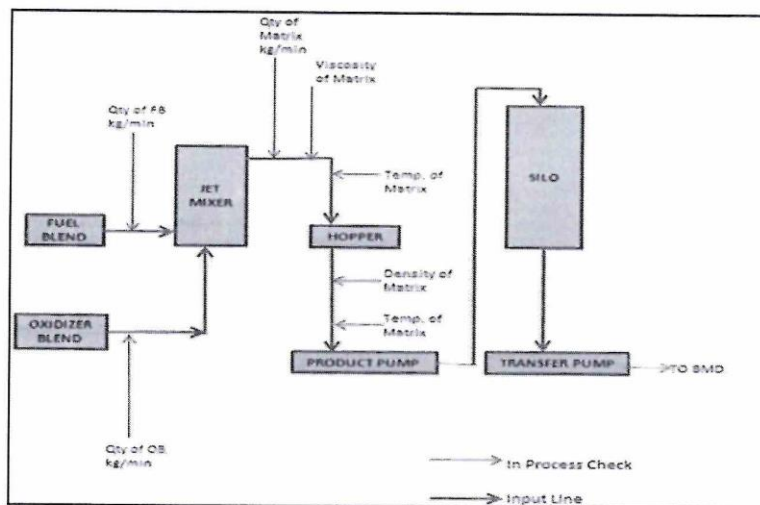 Qty of
Matrix
kg/min
Viscosity
of Matrix
Qty of FB
kg/min
JET
MIXER
Temp. of
Matrix
SILO
FUEL
BLEND
HOPPER
Density of
Matrix
OXIDIZER
BLEND
Temp. of
Matrix
PRODUCT PUMP
TRANSFER PUMP
TO BMD
Qty of OB
kg/min
In Process Check
Input Line